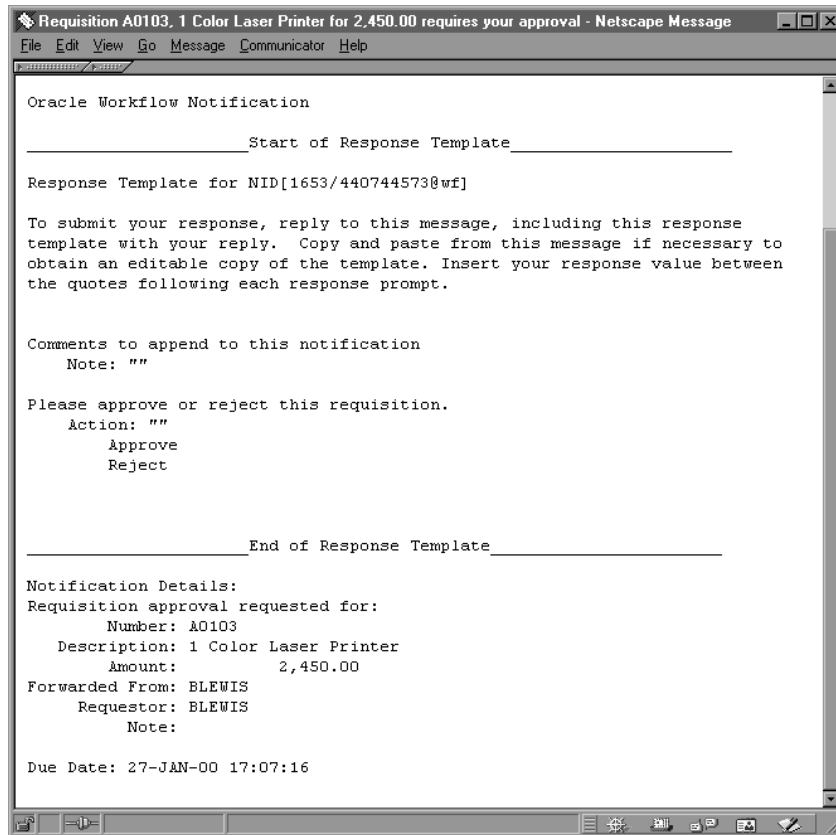 Requisition A0103, 1 Color Laser Printer for 2,450.00 requires your approval - Netscape Message
File Edit View Go Message Communicator Help
Oracle Workflow Notification
______________________Start of Response Template______________________
Response Template for NID[1653/440744573@wf]
To submit your response, reply to this message, including this response
template with your reply.  Copy and paste from this message if necessary to
obtain an editable copy of the template. Insert your response value between
the quotes following each response prompt.
Comments to append to this notification
Note: ""
Please approve or reject this requisition.
Action: ""
Approve
Reject
______________________End of Response Template_______________________
Notification Details:
Requisition approval requested for:
Number: A0103
Description: 1 Color Laser Printer
Amount: 2,450.00
Forwarded From: BLEWIS
Requestor: BLEWIS
Note:
Due Date: 27-JAN-00 17:07:16